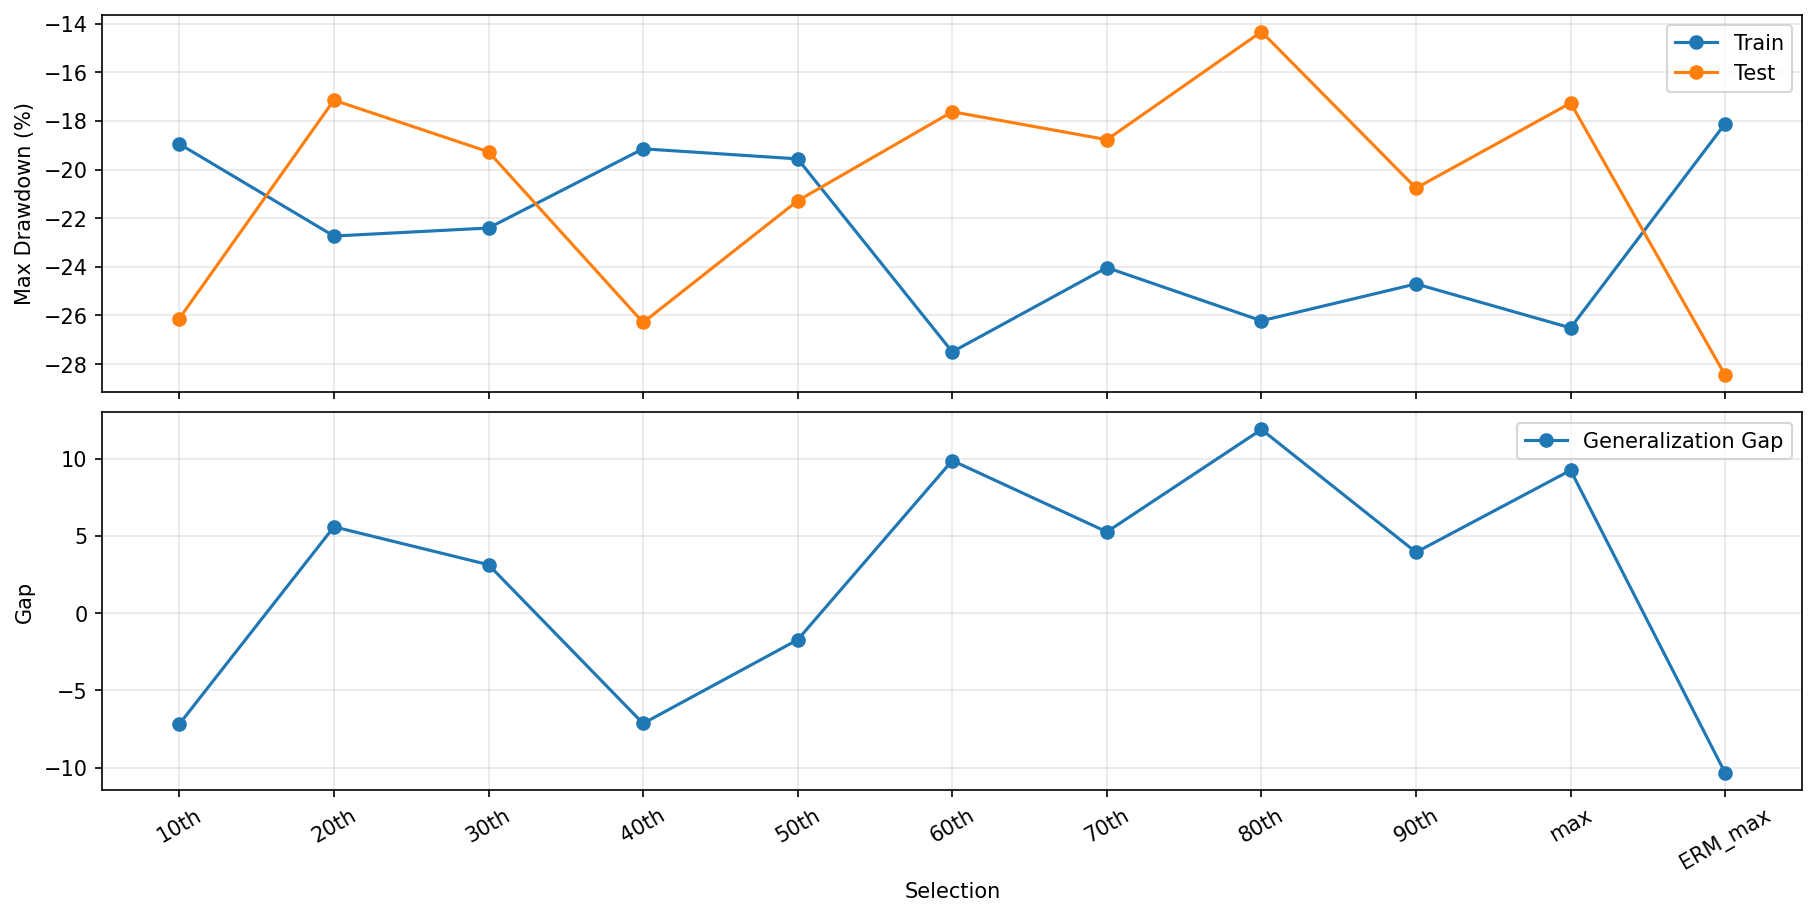 −14
−16
−18
−20
−22
−24
−26
−28
Max Drawdown (%)
Train
Test
10
5
0
−5
−10
Gap
Generalization Gap
10th
20th
30th
40th
50th
60th
70th
80th
90th
max
ERM_max
Selection